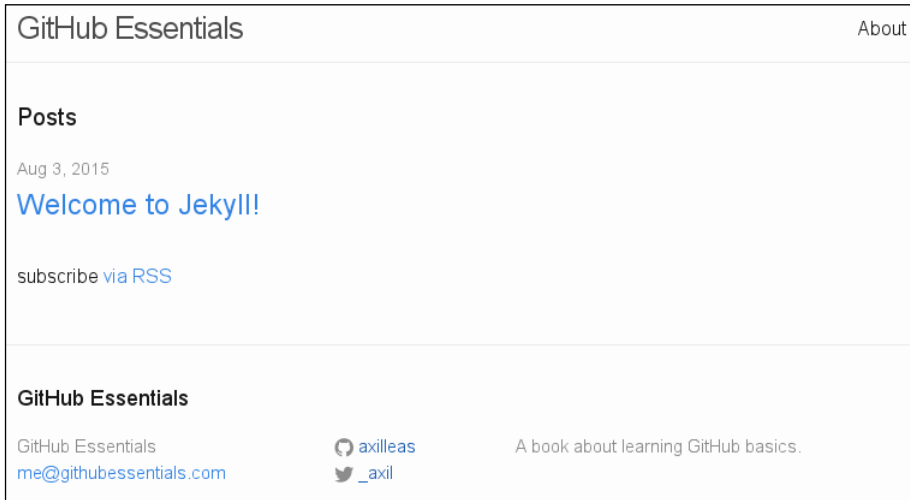 GitHub Essentials
About
Posts
Aug 3, 2015
Welcome to Jekyll!
subscribe via RSS
GitHub Essentials
GitHub Essentials
me@githubessentials.com
axilleas
_axil
A book about learning GitHub basics.